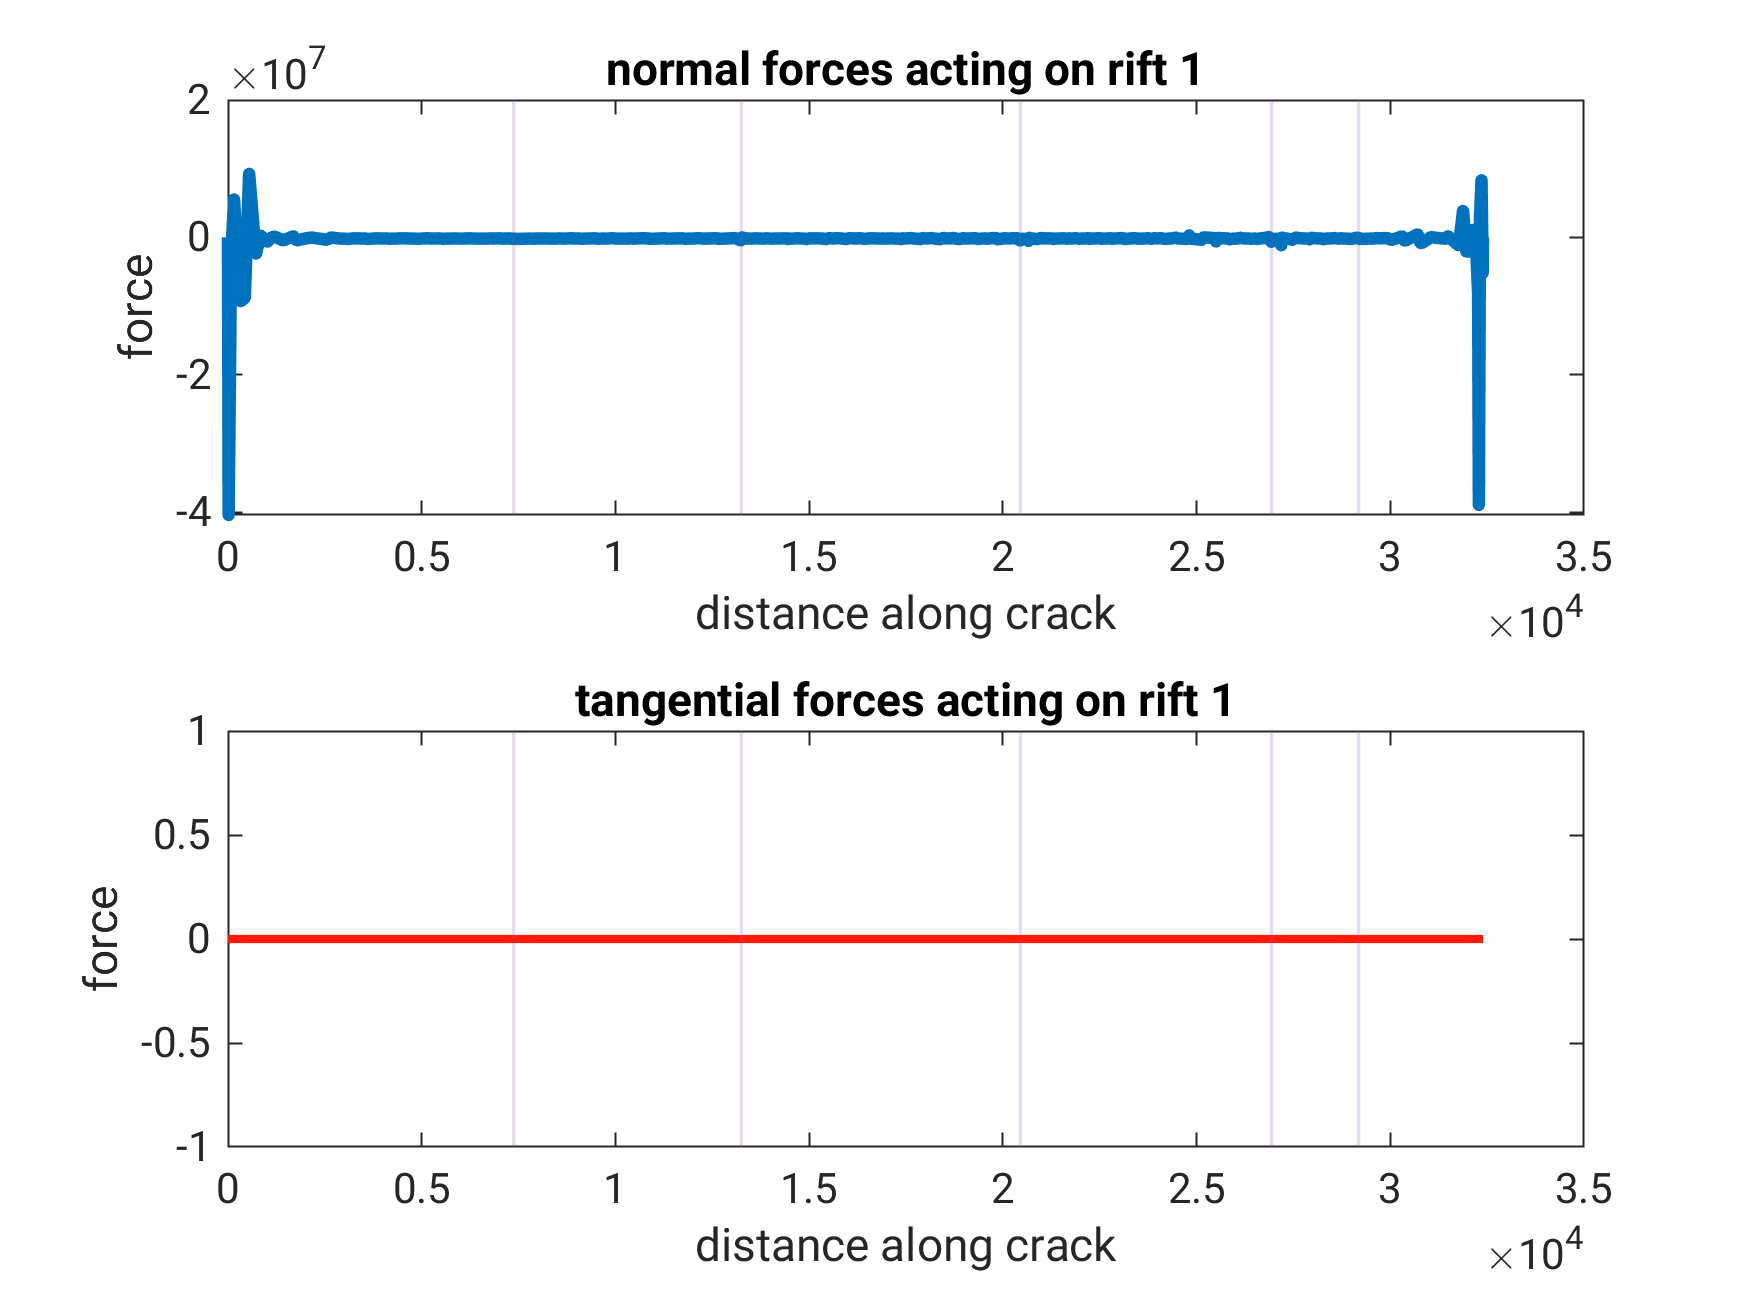 ×10⁷
normal forces acting on rift 1
2
0
-2
-4
force
0 0.5 1 1.5 2 2.5 3 3.5
distance along crack
×10⁴
tangential forces acting on rift 1
1
0.5
0
-0.5
-1
force
0 0.5 1 1.5 2 2.5 3 3.5
distance along crack
×10⁴